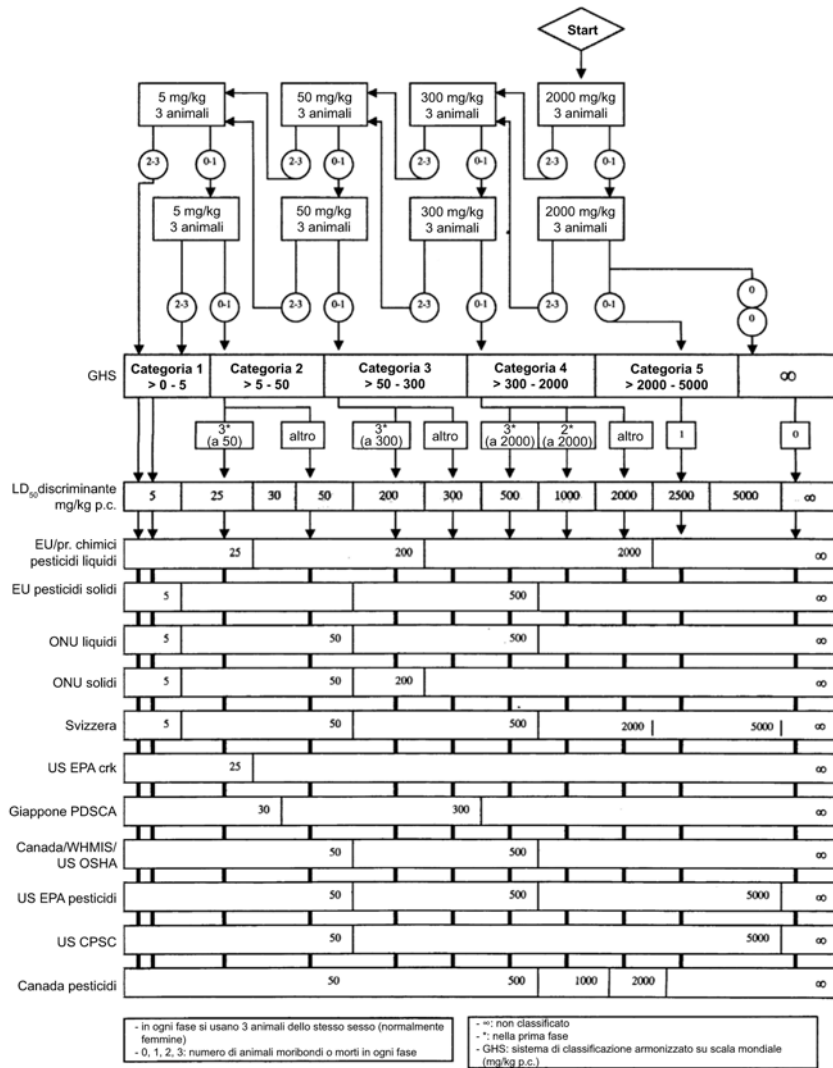 Start
5 mg/kg
3 animali
50 mg/kg
3 animali
300 mg/kg
3 animali
2000 mg/kg
3 animali
2-3
0-1
2-3
0-1
2-3
0-1
2-3
0-1
5 mg/kg
3 animali
50 mg/kg
3 animali
300 mg/kg
3 animali
2000 mg/kg
3 animali
2-3
0-1
2-3
0-1
2-3
0-1
2-3
0-1
0
0
GHS
Categoria 1
> 0 - 5
Categoria 2
> 5 - 50
Categoria 3
> 50 - 300
Categoria 4
> 300 - 2000
Categoria 5
> 2000 - 5000
∞
3*
(a 50)
altro
3*
(a 300)
altro
3*
(a 2000)
2*
(a 2000)
altro
1
0
LD50 discriminante
mg/kg p.c.
5 25 30 50 200 300 500 1000 2000 2500 5000 ∞
EU/pr. chimici
pesticidi liquidi
25 200 2000 ∞
EU pesticidi solidi
5 500 ∞
ONU liquidi
5 50 500 ∞
ONU solidi
5 50 200 ∞
Svizzera
5 50 500 2000 5000 ∞
US EPA crk
25 ∞
Giappone PDSCA
30 300 ∞
Canada/WHMIS/
US OSHA
50 500 ∞
US EPA pesticidi
50 500 5000 ∞
US CPSC
50 5000 ∞
Canada pesticidi
50 500 1000 2000 ∞
- in ogni fase si usano 3 animali dello stesso sesso (normalmente
femmine)
- 0, 1, 2, 3: numero di animali moribondi o morti in ogni fase
- ∞: non classificato
- *: nella prima fase
- GHS: sistema di classificazione armonizzato su scala mondiale
(mg/kg p.c.)